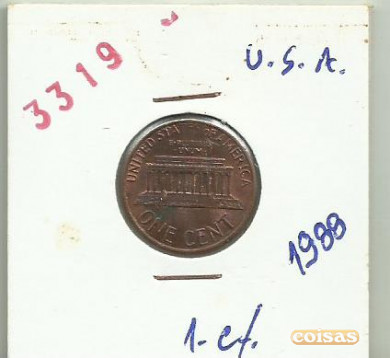 3319
U.S.A.
UNITED STATES OF AMERICA
E·PLURIBUS
UNUM
ONE CENT
1988
1-ct.
coisas